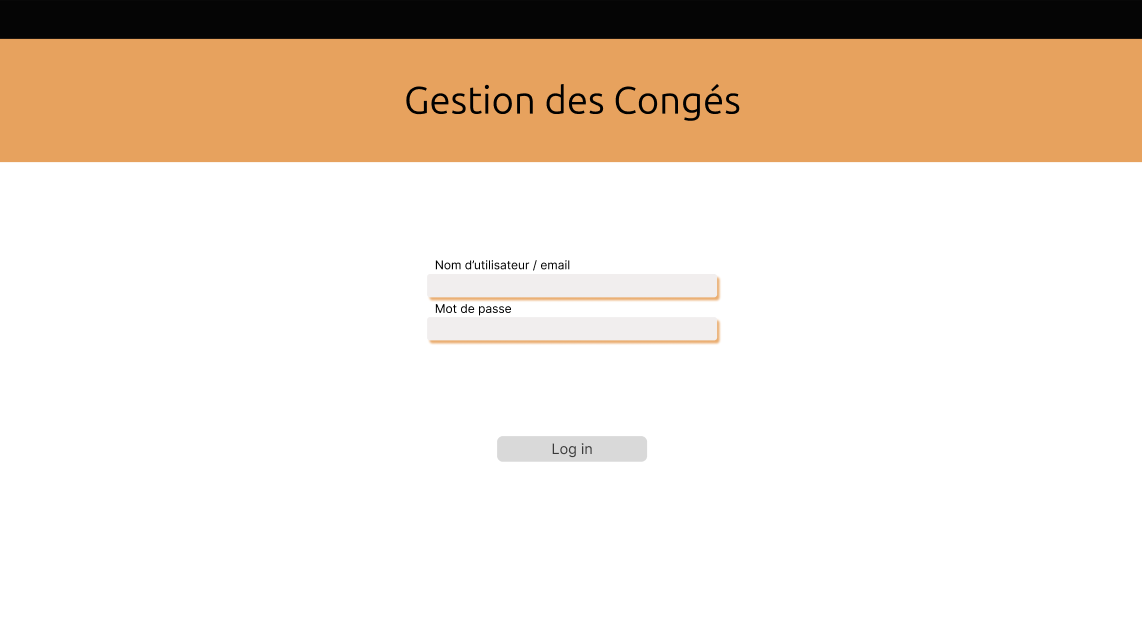 Gestion des Congés
Nom d’utilisateur / email
Mot de passe
Log in